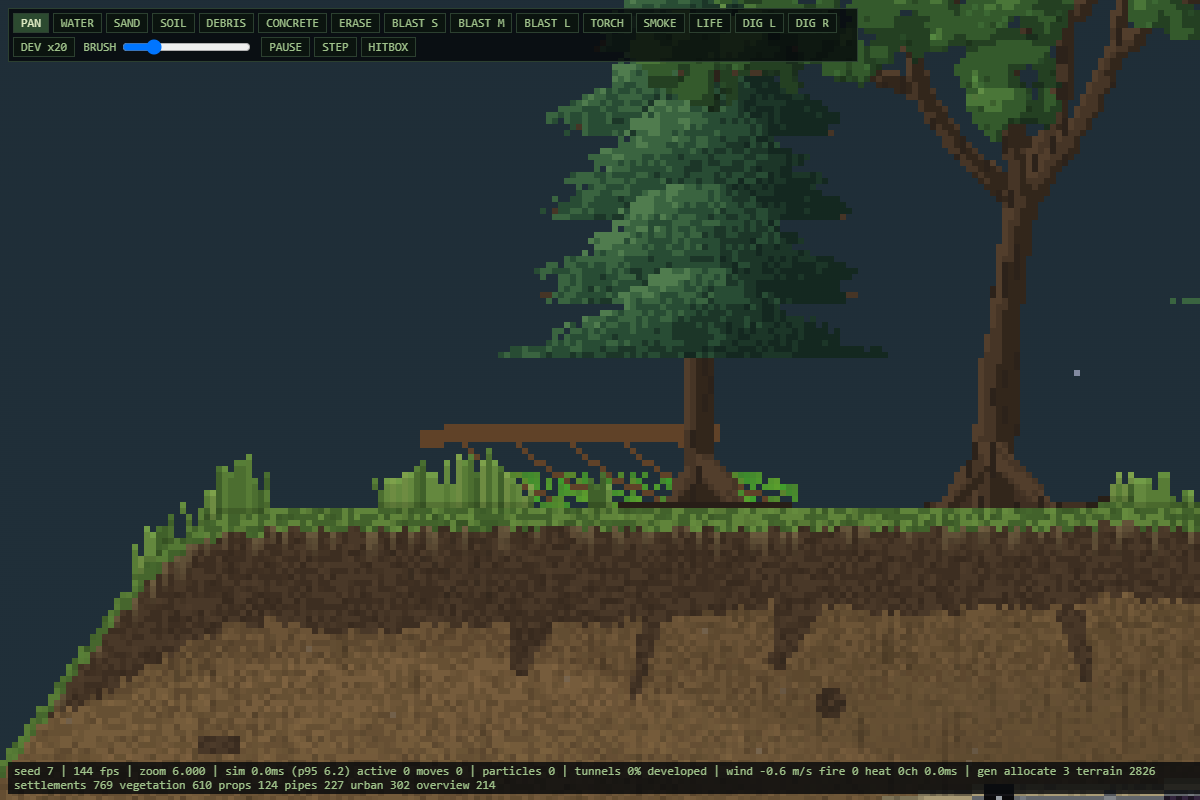 PAN WATER SAND SOIL DEBRIS CONCRETE ERASE BLAST S BLAST M BLAST L TORCH SMOKE LIFE DIG L DIG R
DEV x20 BRUSH PAUSE STEP HITBOX
seed 7 | 144 fps | zoom 6.000 | sim 0.0ms (p95 6.2) active 0 moves 0 | particles 0 | tunnels 0% developed | wind -0.6 m/s fire 0 heat 0ch 0.0ms | gen allocate 3 terrain 2826
settlements 769 vegetation 610 props 124 pipes 227 urban 302 overview 214